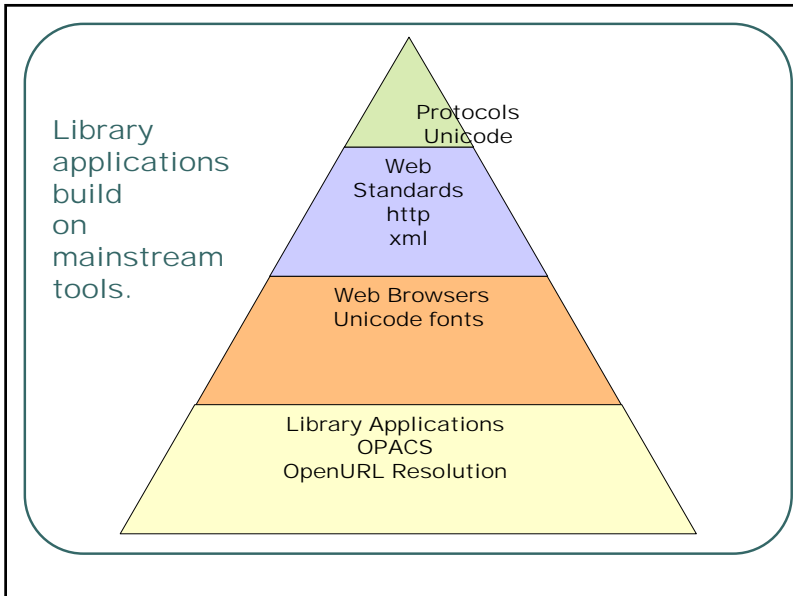 Library
applications
build
on
mainstream
tools.
Protocols
Unicode
Web
Standards
http
xml
Web Browsers
Unicode fonts
Library Applications
OPACS
OpenURL Resolution